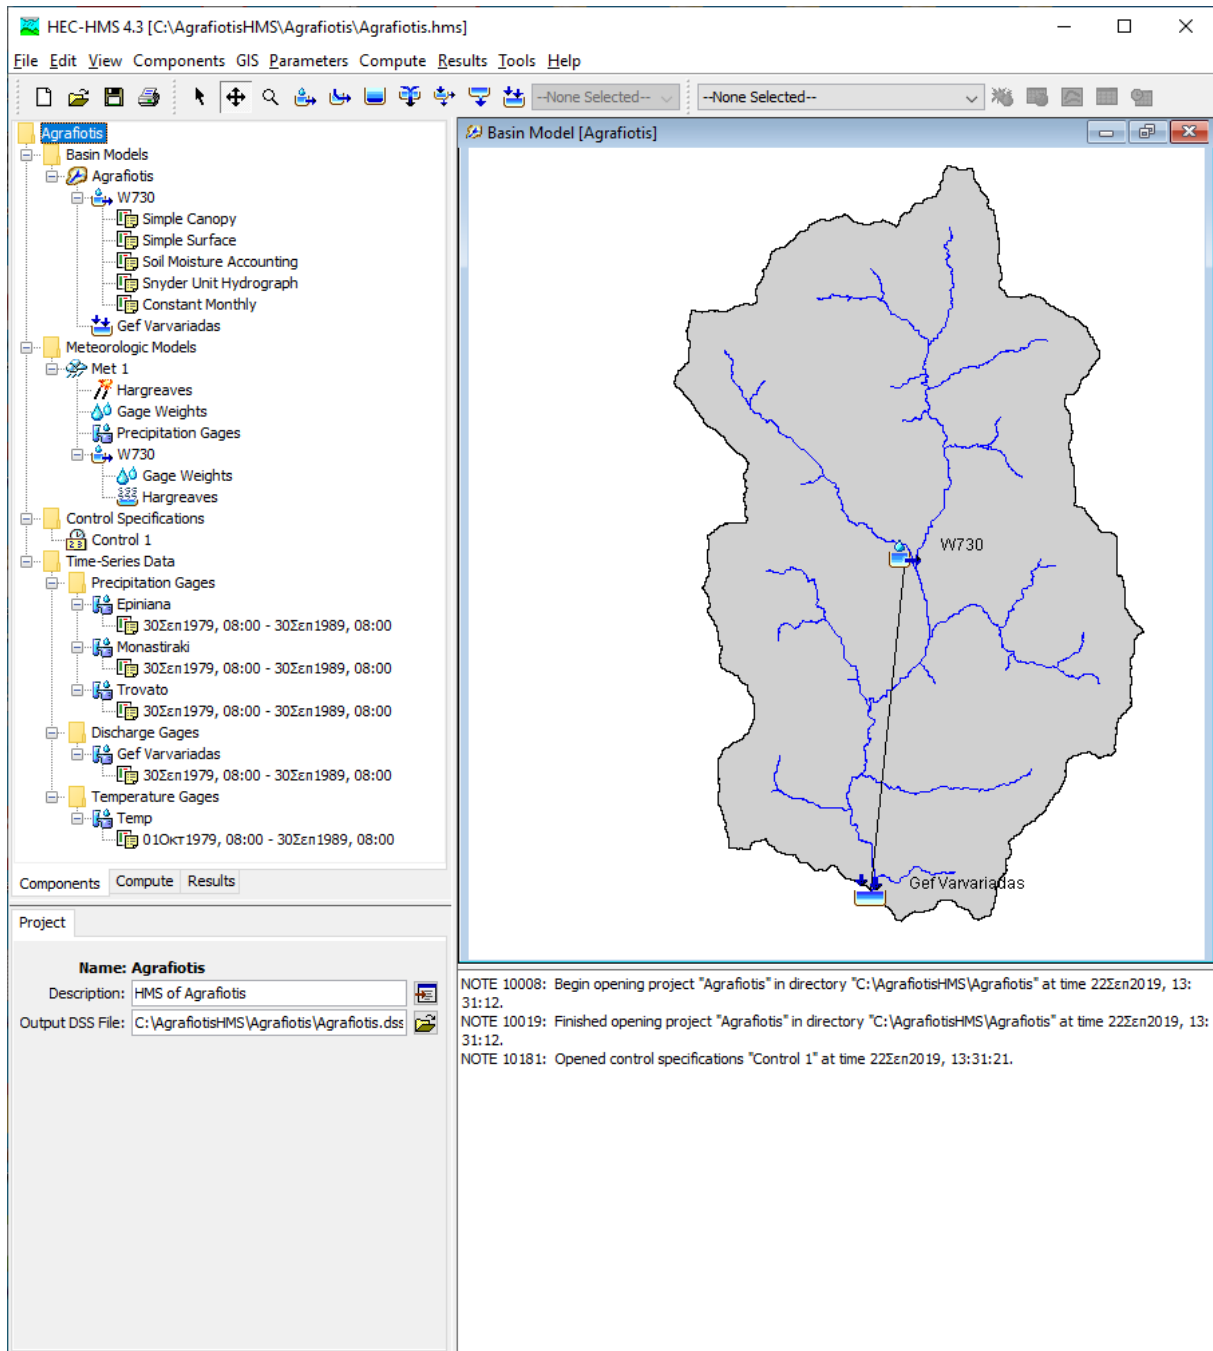 HEC-HMS 4.3 [C:\AgrafiotisHMS\Agrafiotis\Agrafiotis.hms]
File Edit View Components GIS Parameters Compute Results Tools Help
--None Selected-- --None Selected--
Agrafiotis
Basin Models
Agrafiotis
W730
Simple Canopy
Simple Surface
Soil Moisture Accounting
Snyder Unit Hydrograph
Constant Monthly
Gef Varvariadas
Meteorologic Models
Met 1
Hargreaves
Gage Weights
Precipitation Gages
W730
Gage Weights
Hargreaves
Control Specifications
Control 1
Time-Series Data
Precipitation Gages
Epiniana
30Σεπ1979, 08:00 - 30Σεπ1989, 08:00
Monastiraki
30Σεπ1979, 08:00 - 30Σεπ1989, 08:00
Trovato
30Σεπ1979, 08:00 - 30Σεπ1989, 08:00
Discharge Gages
Gef Varvariadas
30Σεπ1979, 08:00 - 30Σεπ1989, 08:00
Temperature Gages
Temp
01Οκτ1979, 08:00 - 30Σεπ1989, 08:00
Components Compute Results
Project
Name: Agrafiotis
Description: HMS of Agrafiotis
Output DSS File: C:\AgrafiotisHMS\Agrafiotis\Agrafiotis.dss
Basin Model [Agrafiotis]
W730
Gef Varvariadas
NOTE 10008: Begin opening project "Agrafiotis" in directory "C:\AgrafiotisHMS\Agrafiotis" at time 22Σεπ2019, 13:
31:12.
NOTE 10019: Finished opening project "Agrafiotis" in directory "C:\AgrafiotisHMS\Agrafiotis" at time 22Σεπ2019, 13:
31:12.
NOTE 10181: Opened control specifications "Control 1" at time 22Σεπ2019, 13:31:21.